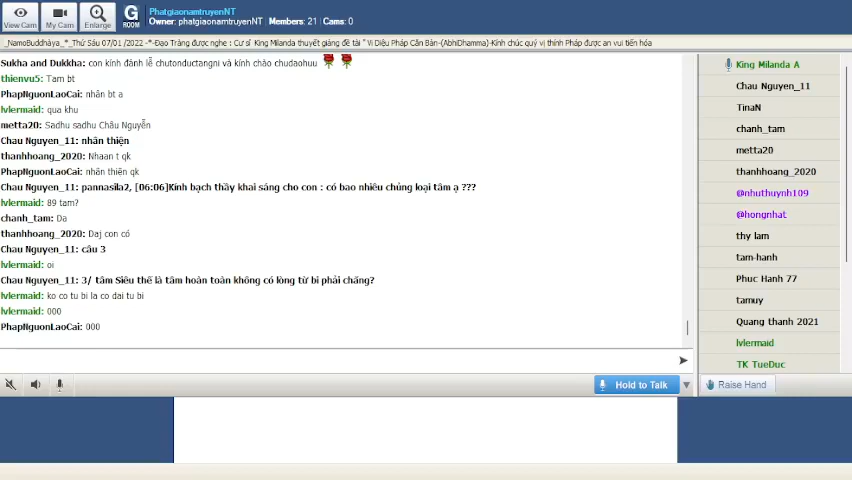 View Cam
My Cam
Enlarge
G
ROOM
PhatgiaonamtruyenNT
Owner: phatgiaonamtruyenNT | Members: 21 | Cams: 0
_NamoBuddhàya_*_Thứ Sáu 07/01 /2022 -*-Đạo Tràng được nghe : Cư sĩ King Milanda thuyết giảng đề tài " Vi Diệu Pháp Căn Bản-(AbhiDhamma)-Kính chúc quý vị thính Pháp được an vui tiến hóa
Sukha and Dukkha: con kính đảnh lễ chutonductangni và kính chào chudaohuu
thienvu5: Tam bt
PhapNguonLaoCai: nhân bt a
lvlermaid: qua khu
metta20: Sadhu sadhu Châu Nguyễn
Chau Nguyen_11: nhân thiện
thanhhoang_2020: Nhaan t qk
PhapNguonLaoCai: nhân thiện qk
Chau Nguyen_11: pannasila2, [06:06]Kính bạch thầy khai sáng cho con : có bao nhiêu chủng loại tâm ạ ???
lvlermaid: 89 tam?
chanh_tam: Dạ
thanhhoang_2020: Daj con có
Chau Nguyen_11: câu 3
lvlermaid: oi
Chau Nguyen_11: 3/ tâm Siêu thế là tâm hoàn toàn không có lòng từ bi phải chăng?
lvlermaid: ko co tu bi la co dai tu bi
lvlermaid: 000
PhapNguonLaoCai: 000
Hold to Talk
King Milanda A
Chau Nguyen_11
TinaN
chanh_tam
metta20
thanhhoang_2020
@nhuthuynh109
@hongnhat
thy lam
tam-hanh
Phuc Hanh 77
tamuy
Quang thanh 2021
lvlermaid
TK TueDuc
Raise Hand